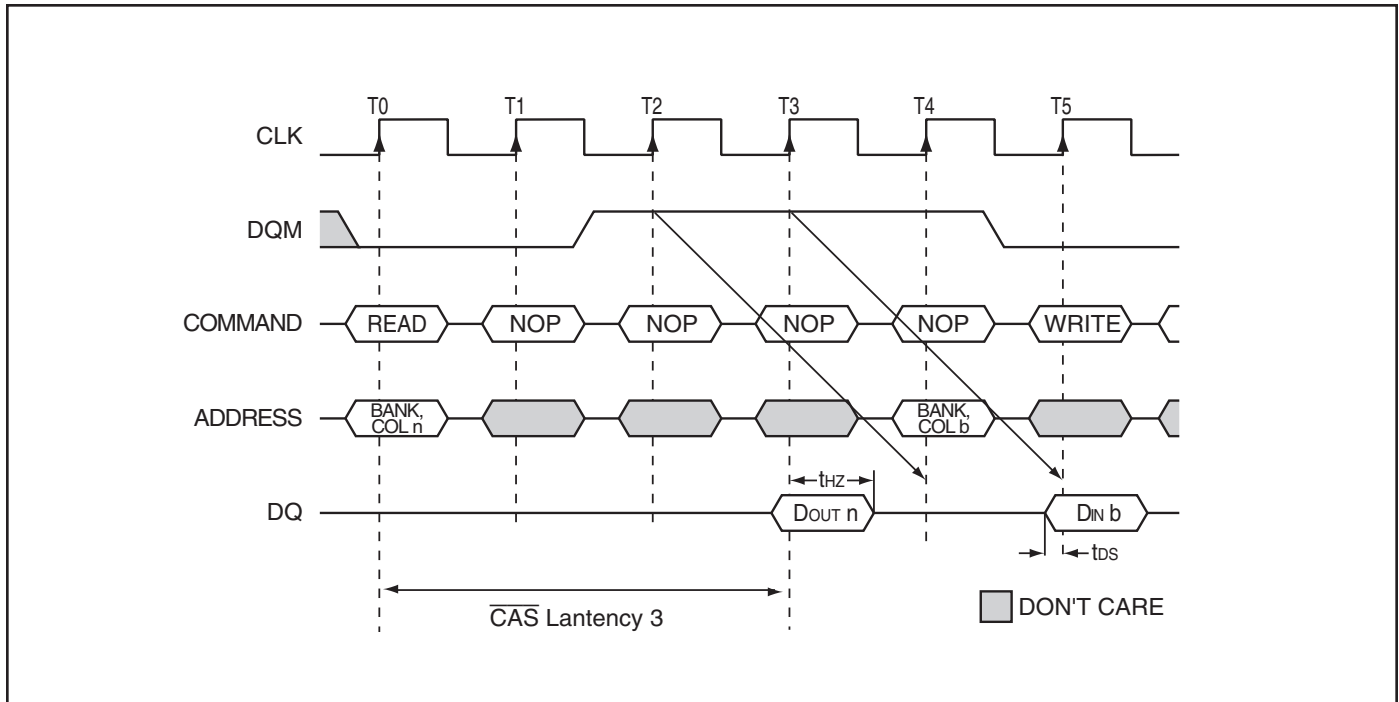 T0 T1 T2 T3 T4 T5
CLK
DQM
COMMAND READ NOP NOP NOP NOP WRITE
ADDRESS BANK, COL n BANK, COL b
tHZ
DQ DOUT n DIN b
tDS
CAS Lantency 3
DON'T CARE